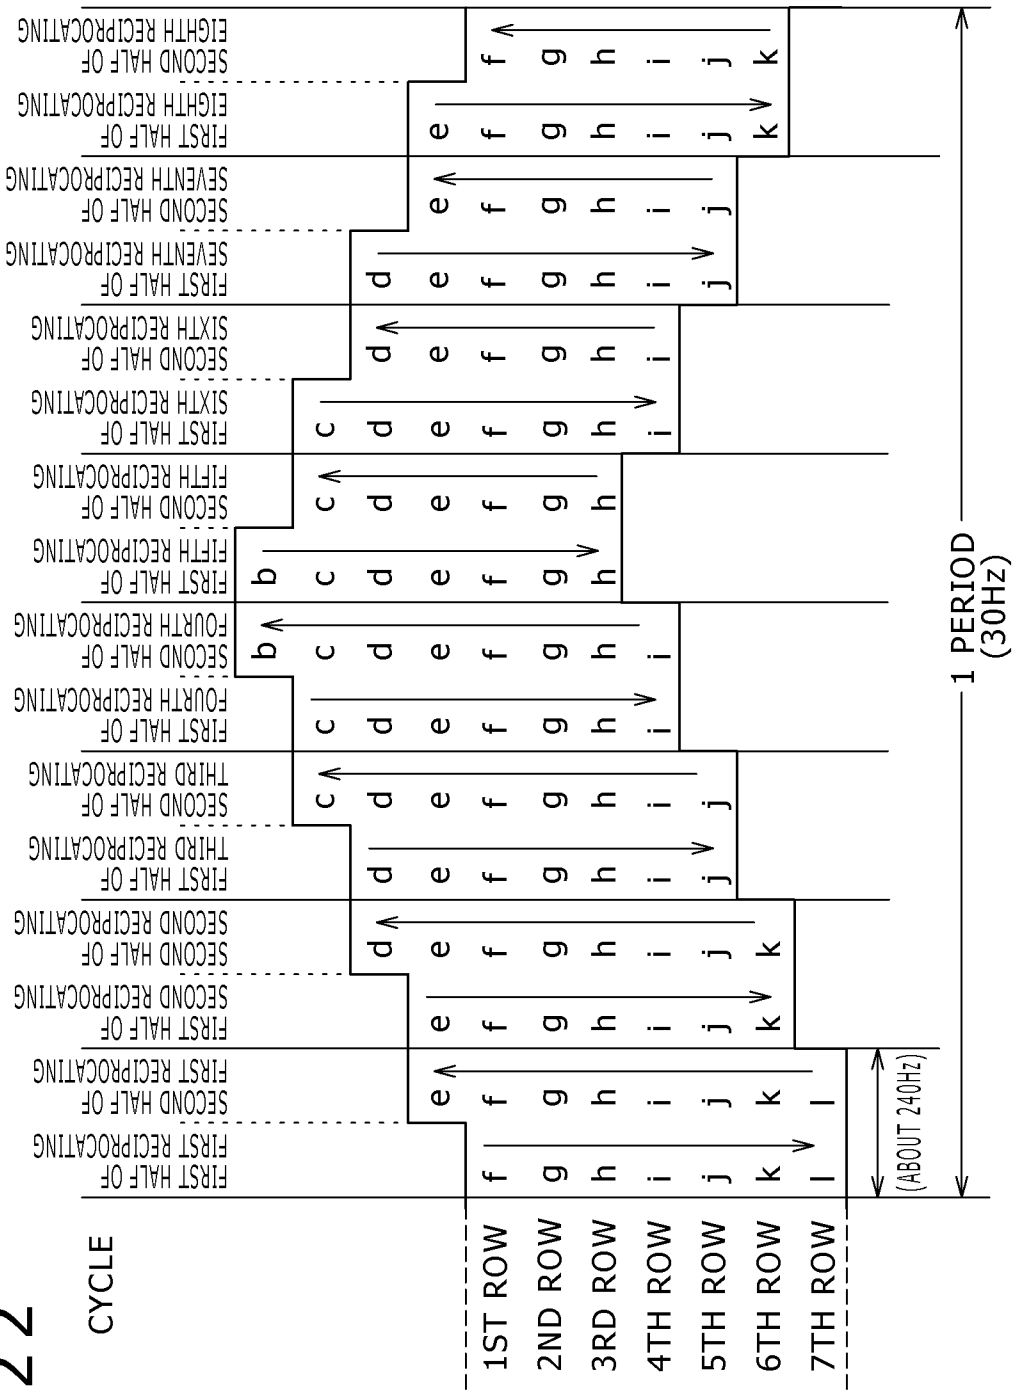 22
CYCLE
FIRST HALF OF
FIRST RECIPROCATING
SECOND HALF OF
FIRST RECIPROCATING
FIRST HALF OF
SECOND RECIPROCATING
SECOND HALF OF
SECOND RECIPROCATING
FIRST HALF OF
THIRD RECIPROCATING
SECOND HALF OF
THIRD RECIPROCATING
FIRST HALF OF
FOURTH RECIPROCATING
SECOND HALF OF
FOURTH RECIPROCATING
FIRST HALF OF
FIFTH RECIPROCATING
SECOND HALF OF
FIFTH RECIPROCATING
FIRST HALF OF
SIXTH RECIPROCATING
SECOND HALF OF
SIXTH RECIPROCATING
FIRST HALF OF
SEVENTH RECIPROCATING
SECOND HALF OF
SEVENTH RECIPROCATING
FIRST HALF OF
EIGHTH RECIPROCATING
SECOND HALF OF
EIGHTH RECIPROCATING
b b
c c c c c c
d d d d d d d d
e e e e e e e e e e e e
1ST ROW f f f f f f f f f f f f f f f f
2ND ROW g g g g g g g g g g g g g g g g
3RD ROW h h h h h h h h h h h h h h h h
4TH ROW i i i i i i i i i i i i i i
5TH ROW j j j j j j j j j j
6TH ROW k k k k k k
7TH ROW l l
(ABOUT 240Hz)
1 PERIOD
(30Hz)